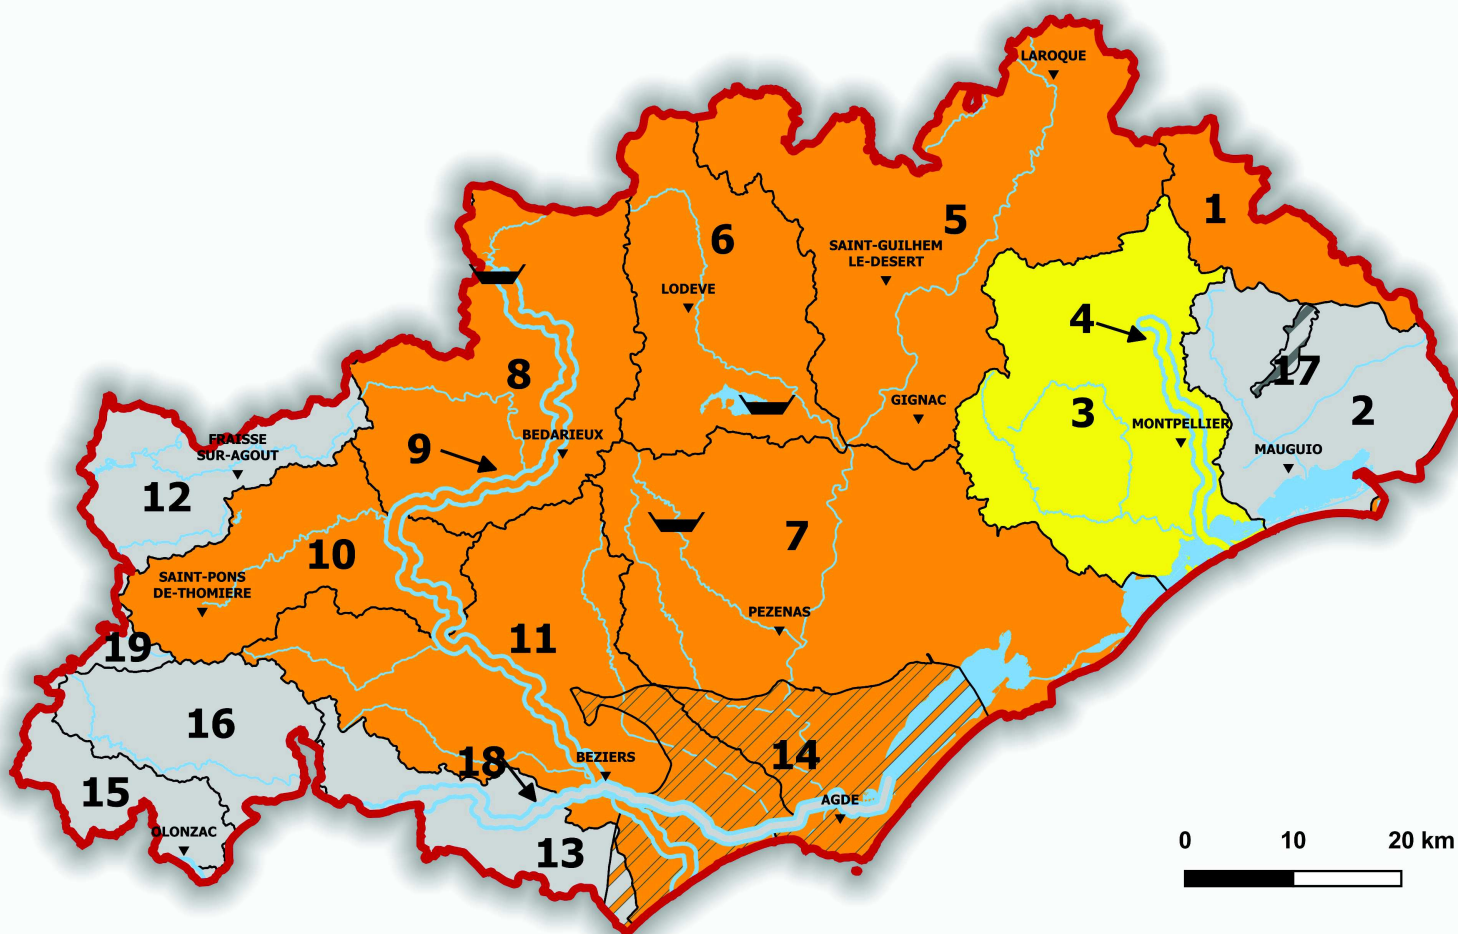 LAROQUE
1
5
6
SAINT-GUILHEM
LE-DESERT
LODEVE
4
8
17
GIGNAC
3
2
MONTPELLIER
BEDARIEUX
9
FRAISSE
SUR-AGOUT
MAUGUIO
12
7
10
SAINT-PONS
DE-THOMIERE
PEZENAS
11
19
16
14
18
BEZIERS
15
AGDE
OLONZAC
13
0 10 20 km